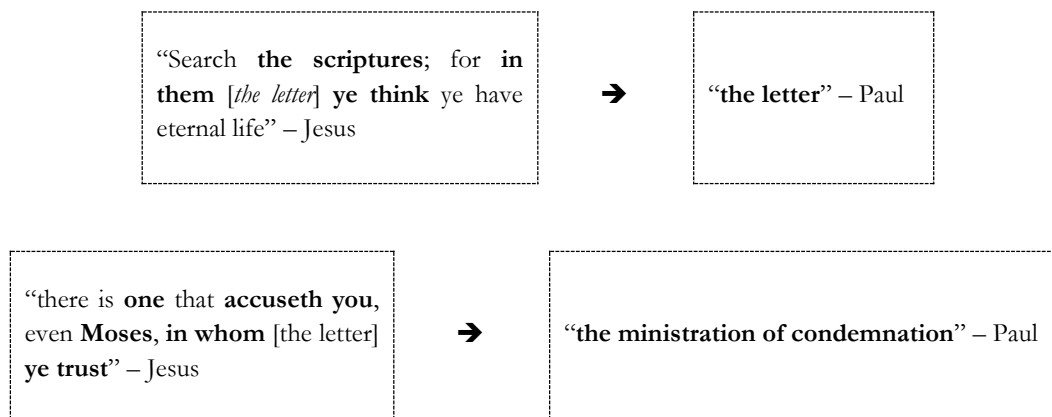 “Search the scriptures; for in
them [the letter] ye think ye have
eternal life” – Jesus
➔
“the letter” – Paul
“there is one that accuseth you,
even Moses, in whom [the letter]
ye trust” – Jesus
➔
“the ministration of condemnation” – Paul